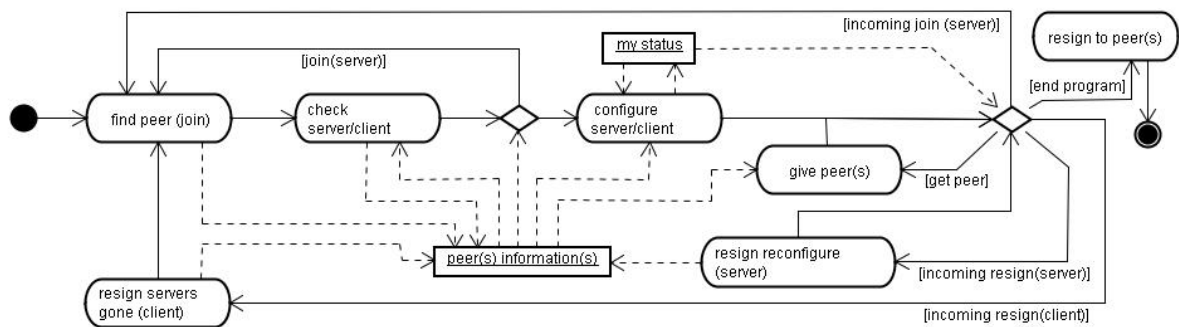 [incoming join (server)]
my status
resign to peer(s)
[join(server)]
[end program]
find peer (join)
check
server/client
configure
server/client
give peer(s)
[get peer]
peer(s) information(s)
resign reconfigure
(server)
[incoming resign(server)]
resign servers
gone (client)
[incoming resign(client)]